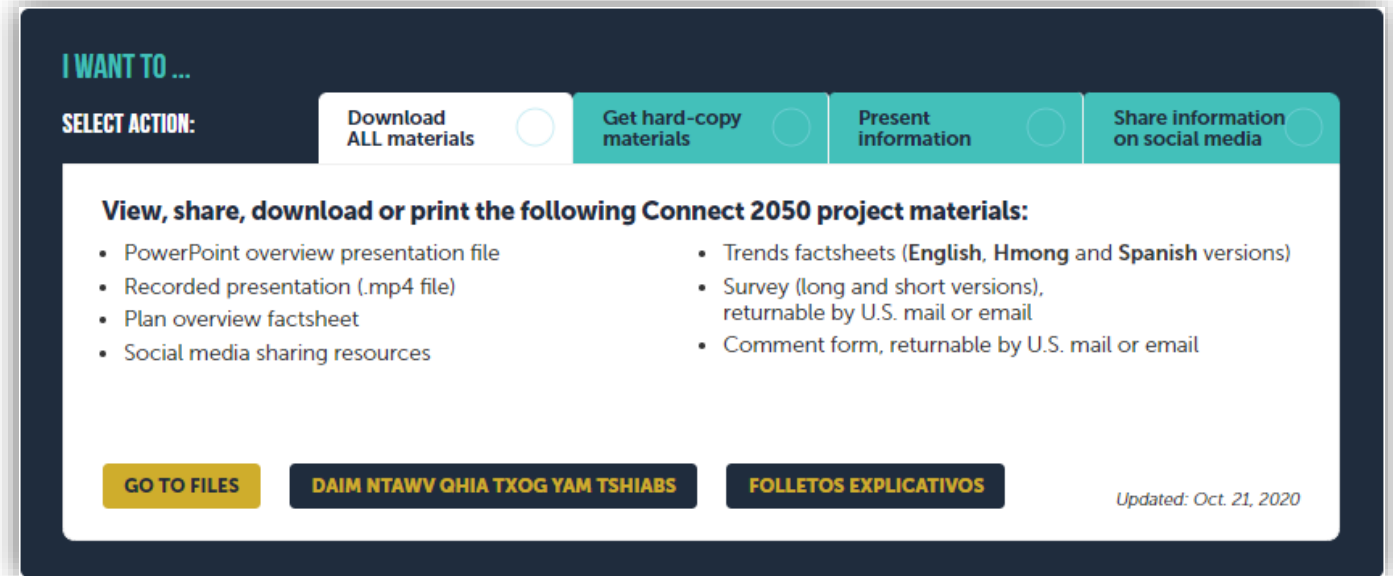 I WANT TO ...
SELECT ACTION:
Download
ALL materials
Get hard-copy
materials
Present
information
Share information
on social media
View, share, download or print the following Connect 2050 project materials:
• PowerPoint overview presentation file
• Recorded presentation (.mp4 file)
• Plan overview factsheet
• Social media sharing resources
• Trends factsheets (English, Hmong and Spanish versions)
• Survey (long and short versions),
returnable by U.S. mail or email
• Comment form, returnable by U.S. mail or email
GO TO FILES
DAIM NTAWV QHIA TXOG YAM TSHIABS
FOLLETOS EXPLICATIVOS
Updated: Oct. 21, 2020